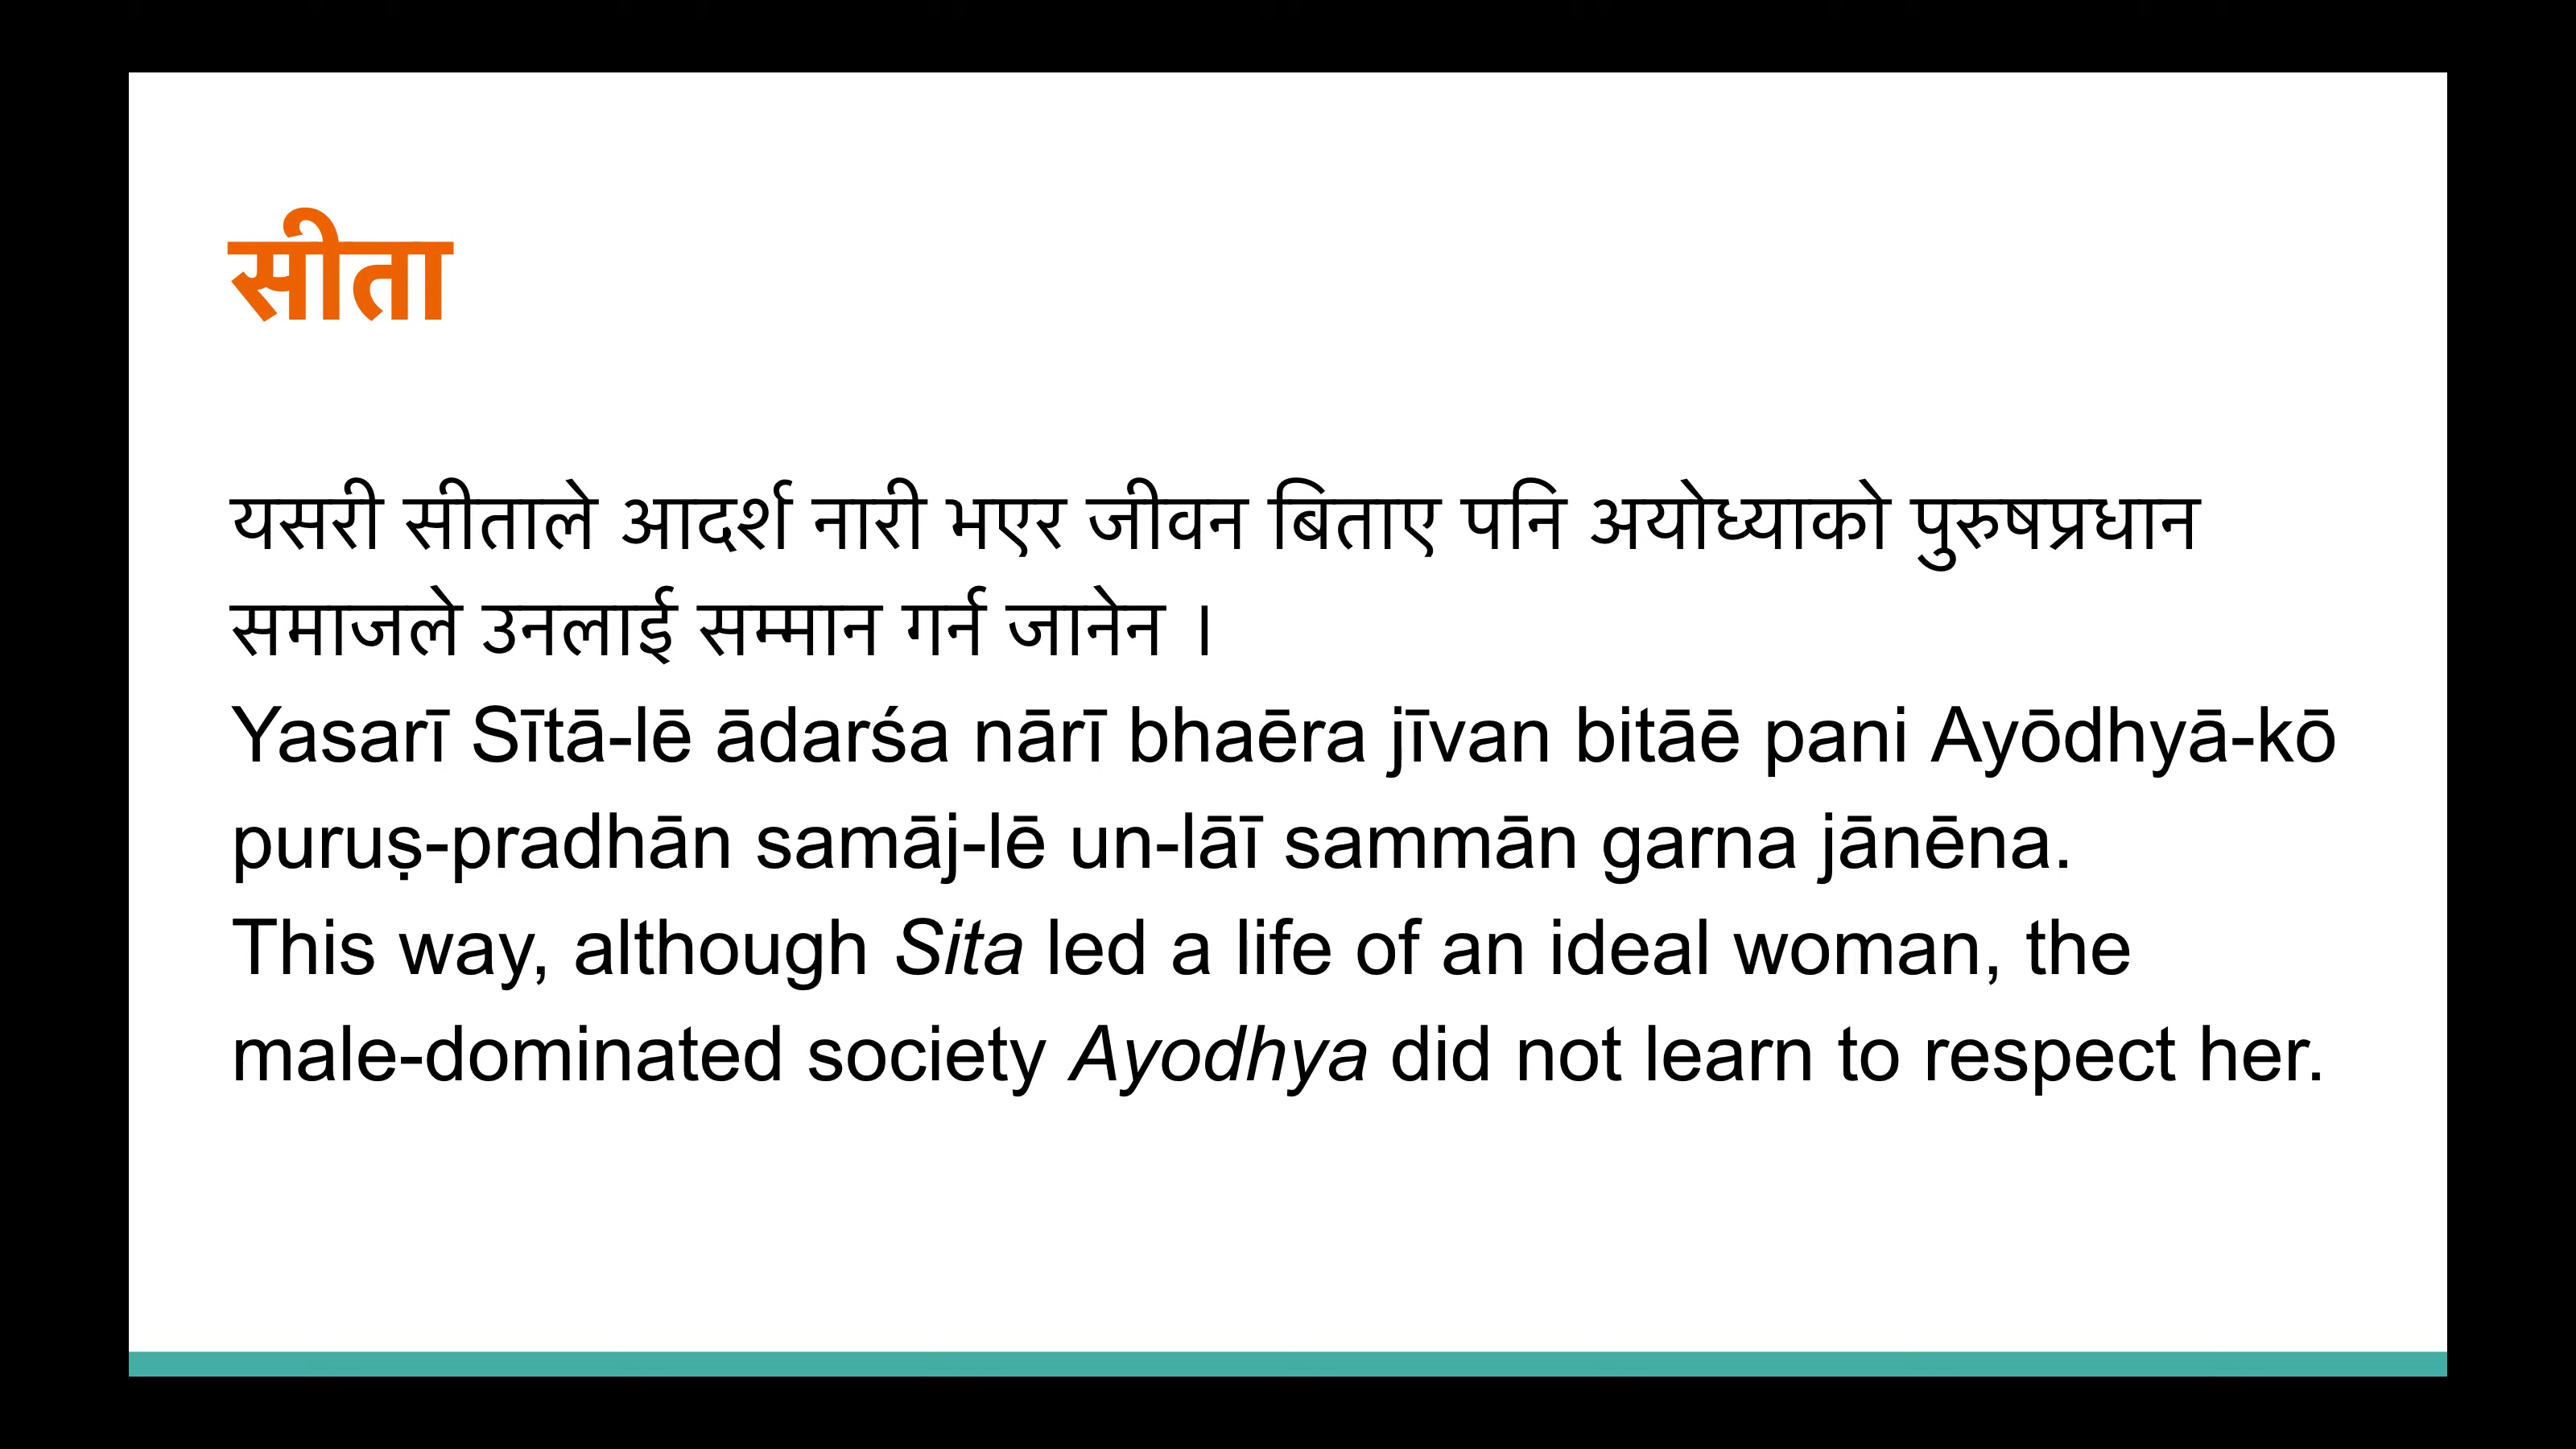 सीता
यसरी सीताले आदर्श नारी भएर जीवन बिताए पनि अयोध्याको पुरुषप्रधान
समाजले उनलाई सम्मान गर्न जानेन ।
Yasarī Sītā-lē ādarśa nārī bhaēra jīvan bitāē pani Ayōdhyā-kō
puruṣ-pradhān samāj-lē un-lāī sammān garna jānēna.
This way, although Sita led a life of an ideal woman, the
male-dominated society Ayodhya did not learn to respect her.